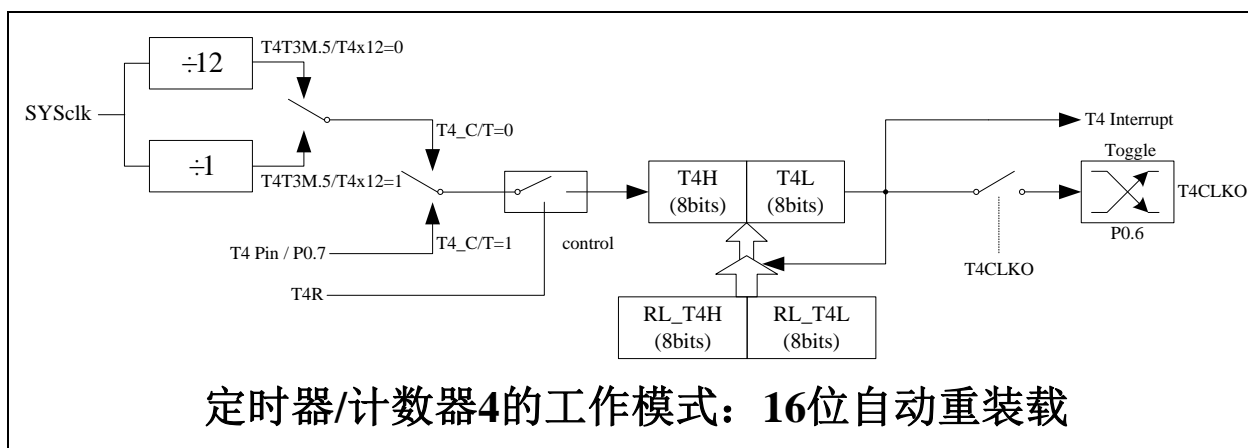 T4T3M.5/T4x12=0
÷12
SYSclk
T4_C/T=0
÷1
T4T3M.5/T4x12=1
T4 Pin / P0.7
T4_C/T=1
control
T4R
T4H
(8bits)
T4L
(8bits)
RL_T4H
(8bits)
RL_T4L
(8bits)
T4 Interrupt
Toggle
T4CLKO
P0.6
T4CLKO
定时器/计数器4的工作模式：16位自动重装载